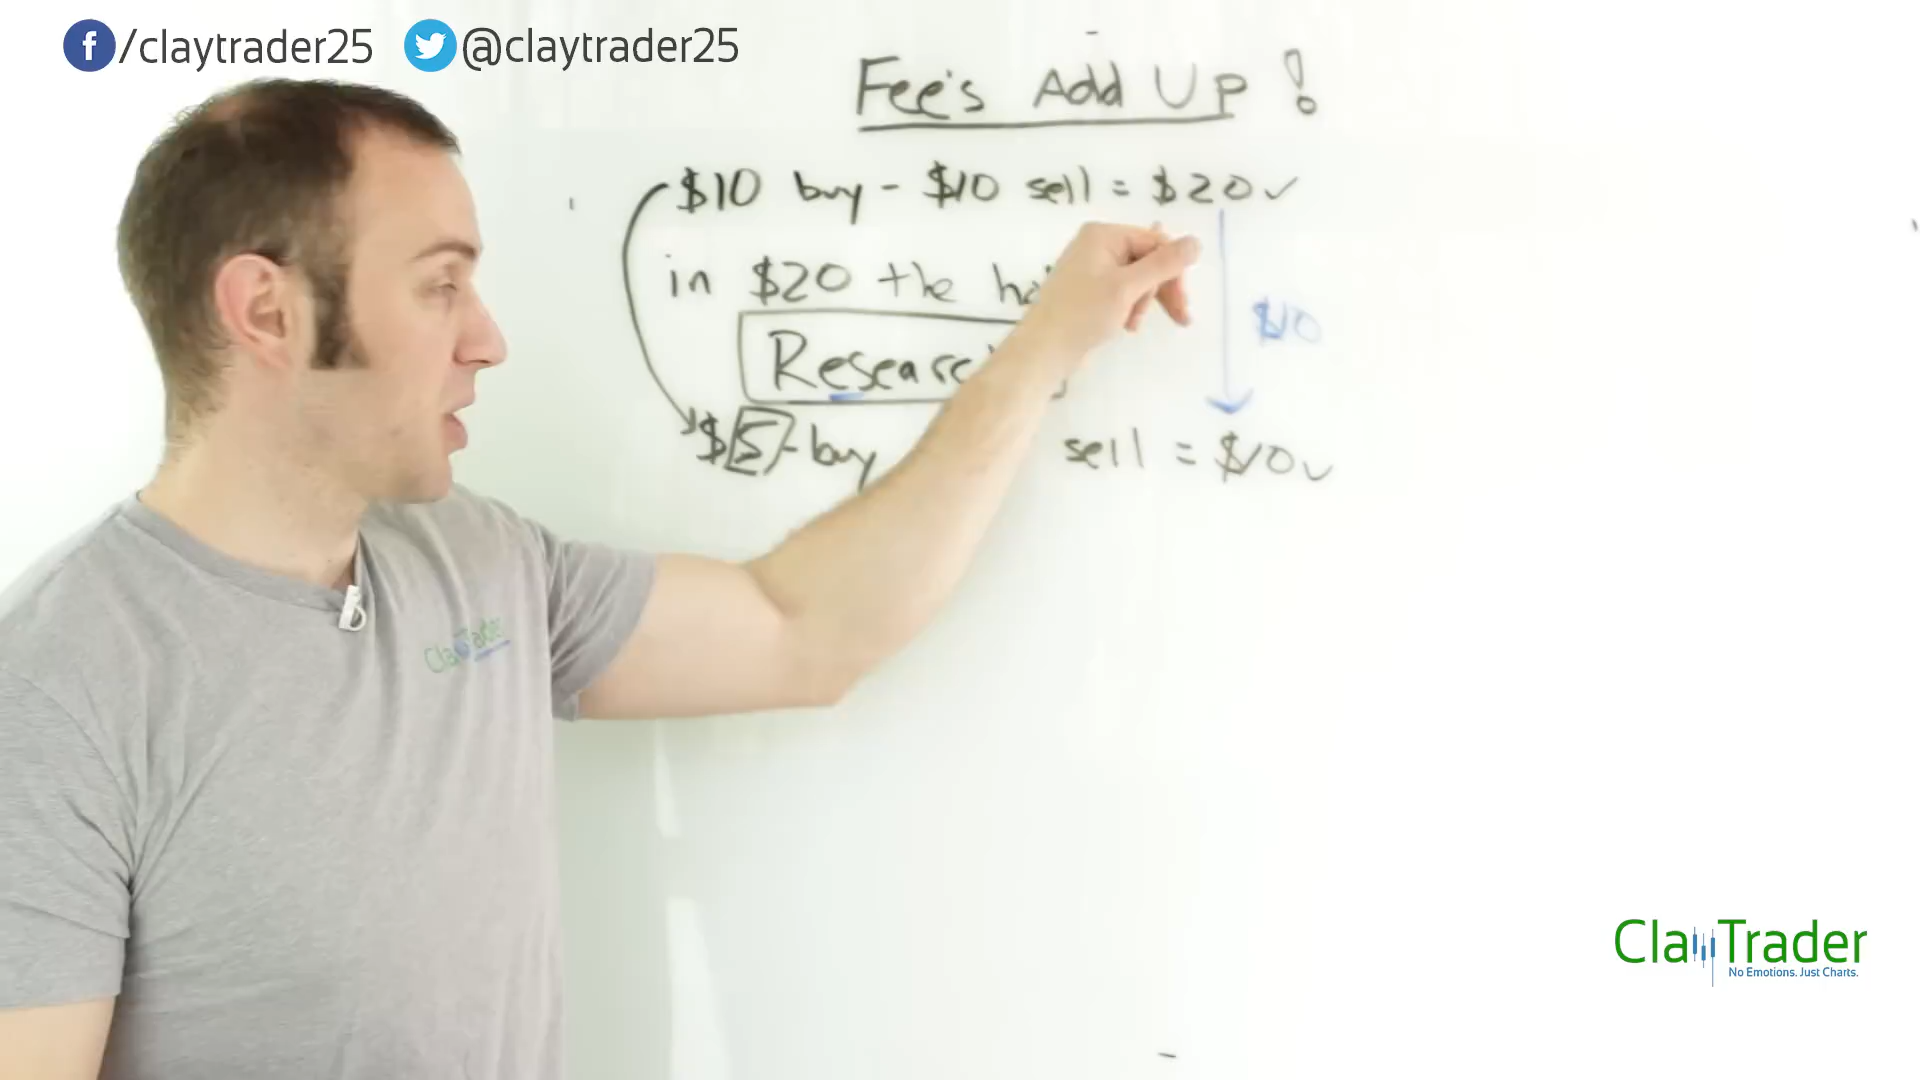 /claytrader25 @claytrader25
Fee's Add Up !
$10 buy - $10 sell = $20 ✓
in $20 the
$10
$5 - buy sell = $10 ✓
ClayTrader
ClayTrader
No Emotions. Just Charts.